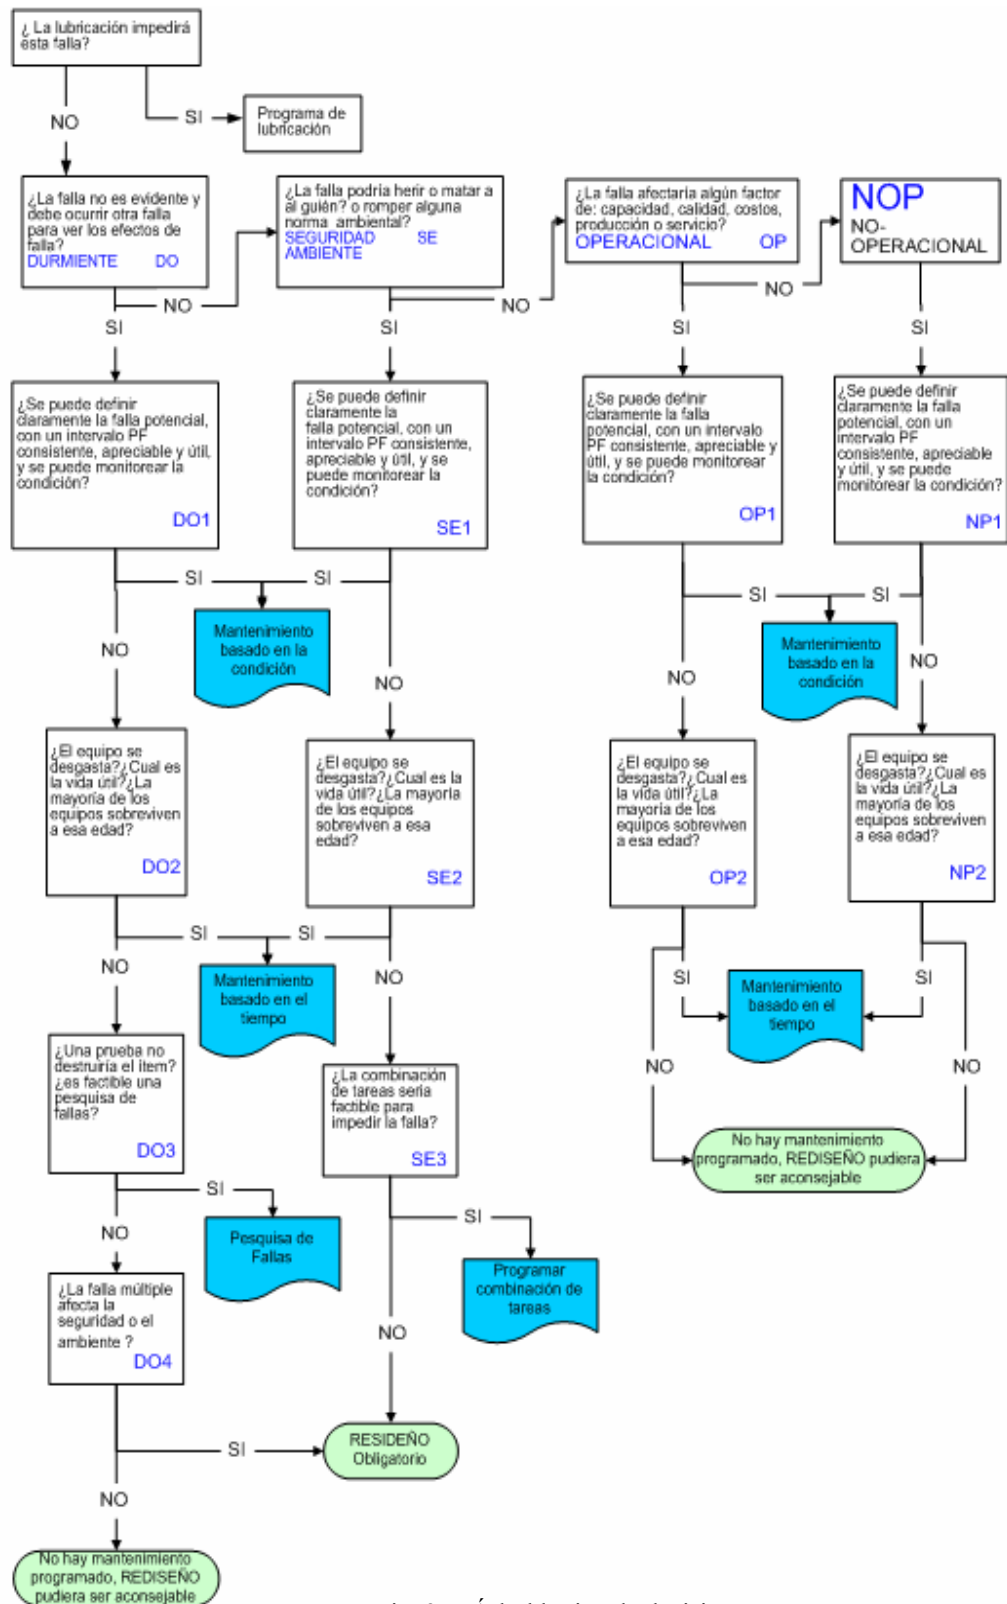 ¿ La lubricación impedirá
esta falla?
NO
SI
Programa de
lubricación
¿La falla no es evidente y
debe ocurrir otra falla
para ver los efectos de
falla?
DURMIENTE DO
¿La falla podría herir o matar a
al guién? o romper alguna
norma ambiental?
SEGURIDAD SE
AMBIENTE
¿La falla afectaría algún factor
de: capacidad, calidad, costos,
producción o servicio?
OPERACIONAL OP
NOP
NO-
OPERACIONAL
NO
NO
NO
SI
SI
SI
SI
¿Se puede definir
claramente la falla potencial,
con un intervalo PF
consistente, apreciable y útil,
y se puede monitorear la
condición?
DO1
¿Se puede definir
claramente la
falla potencial, con un
intervalo PF consistente,
apreciable y útil, y se
puede monitorear la
condición?
SE1
¿Se puede definir
claramente la falla
potencial, con un intervalo
PF consistente, apreciable y
útil, y se puede monitorear
la condición?
OP1
¿Se puede definir
claramente la falla
potencial, con un
intervalo PF
consistente, apreciable
y útil, y se puede
monitorear la condición?
NP1
SI
SI
SI
SI
Mantenimiento
basado en la
condición
Mantenimiento
basado en la
condición
NO
NO
NO
NO
¿El equipo se
desgasta?¿Cual es
la vida útil?¿La
mayoría de los
equipos sobreviven
a esa edad?
DO2
¿El equipo se
desgasta?¿Cual es la
vida útil?¿La mayoría
de los equipos
sobreviven a esa
edad?
SE2
¿El equipo se
desgasta?¿Cual es
la vida útil?¿La
mayoría de los
equipos sobreviven
a esa edad?
OP2
¿El equipo se
desgasta?¿Cual es
la vida útil?¿La
mayoría de los
equipos sobreviven
a esa edad?
NP2
SI
SI
SI
SI
NO
NO
Mantenimiento
basado en el
tiempo
Mantenimiento
basado en el
tiempo
NO
NO
¿Una prueba no
destruiría el ítem?
¿es factible una
pesquisa de
fallas?
DO3
¿La combinación
de tareas seria
factible para
impedir la falla?
SE3
No hay mantenimiento
programado, REDISEÑO pudiera
ser aconsejable
SI
SI
NO
Pesquisa de
Fallas
Programar
combinación de
tareas
¿La falla múltiple
afecta la
seguridad o el
ambiente ?
DO4
NO
SI
RESIDEÑO
Obligatorio
NO
No hay mantenimiento
programado, REDISEÑO
pudiera ser aconsejable